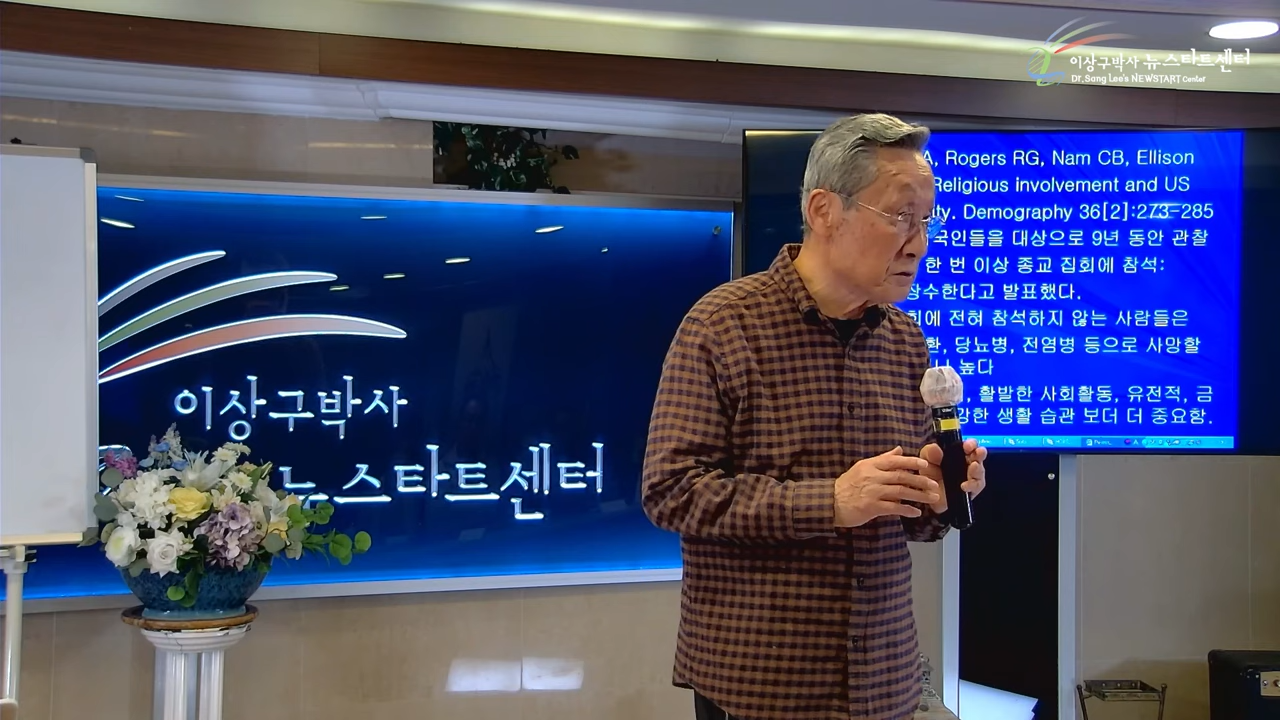 이상구박사 뉴스타트센터
Dr. Sang Lee's NEWSTART Center
A, Rogers RG, Nam CB, Ellison
Religious involvement and US
ty. Demography 36[2]:273-285
국인들을 대상으로 9년 동안 관찰
한 번 이상 종교 집회에 참석:
장수한다고 발표했다.
회에 전혀 참석하지 않는 사람들은
환, 당뇨병, 전염병 등으로 사망할
높다
활발한 사회활동, 유전적, 금
강한 생활 습관 보더 더 중요함.
이상구박사
뉴스타트센터